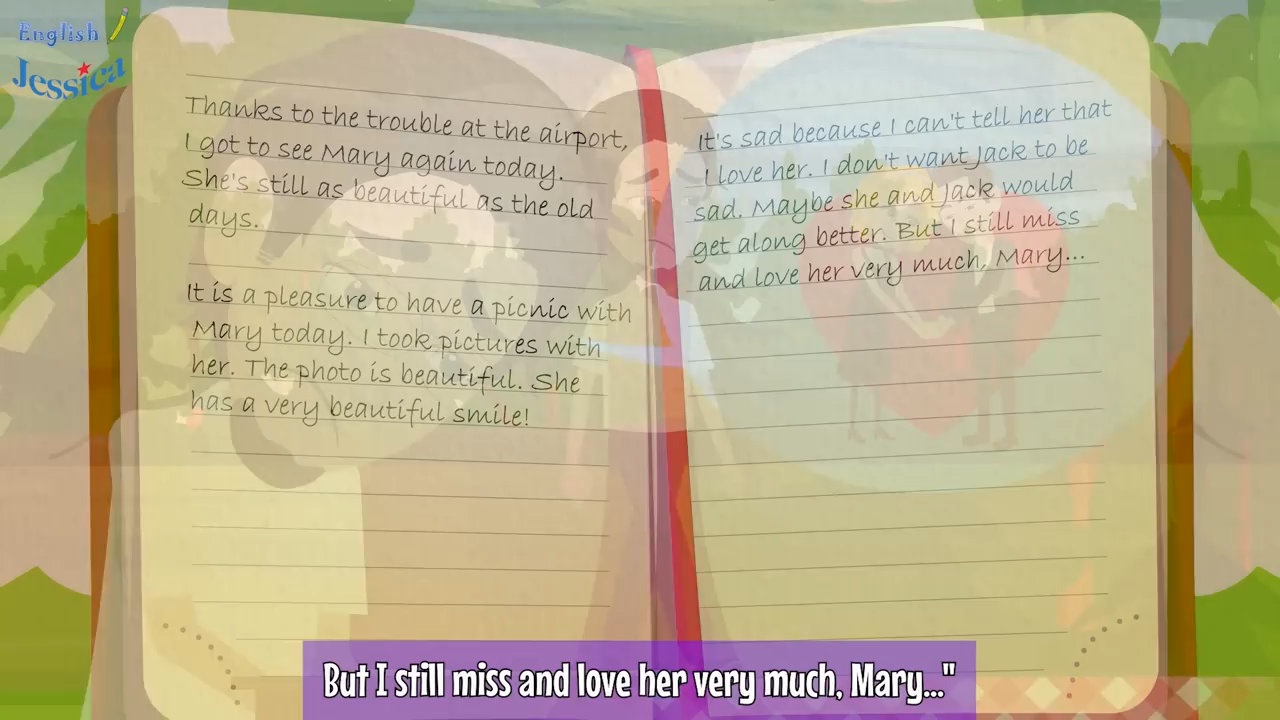 English
Jessica
Thanks to the trouble at the airport,
I got to see Mary again today.
She's still as beautiful as the old
days.
It is a pleasure to have a picnic with
Mary today. I took pictures with
her. The photo is beautiful. She
has a very beautiful smile!
It's sad because I can't tell her that
I love her. I don't want Jack to be
sad. Maybe she and Jack would
get along better. But I still miss
and love her very much, Mary...
But I still miss and love her very much, Mary..."